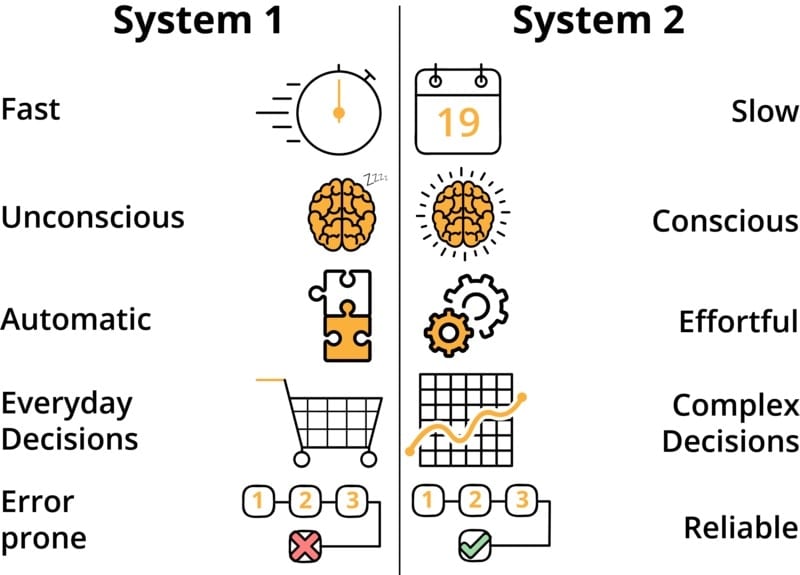 System 1
System 2
Fast
19
Slow
Unconscious
Zzz,
Conscious
Automatic
Effortful
Everyday
Decisions
Complex
Decisions
Error
prone
1 2 3
1 2 3
Reliable